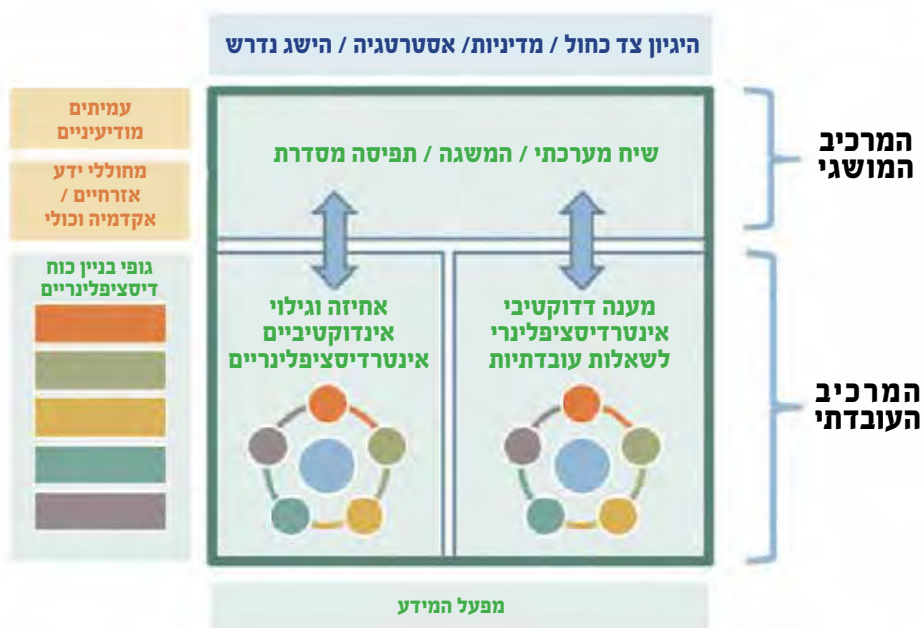 היגיון צד כחול / מדיניות/ אסטרטגיה / הישג נדרש
המרכיב
המושגי
שיח מערכתי / המשגה / תפיסה מסדרת
עמיתים
מודיעיניים
מחוללי ידע
אזרחיים /
אקדמיה וכולי
המרכיב
העובדתי
מענה דדוקטיבי
אינטרדיסציפלינרי
לשאלות עובדתיות
אחיזה וגילוי
אינדוקטיביים
אינטרדיסציפלינריים
גופי בניין כוח
דיסציפלינריים
מפעל המידע